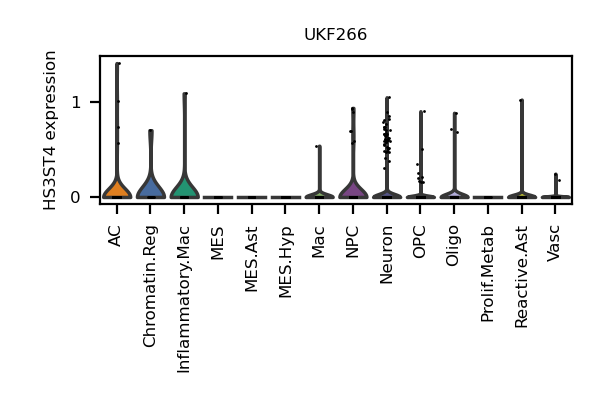 UKF266
HS3ST4 expression
1
0
AC
Chromatin.Reg
Inflammatory.Mac
MES
MES.Ast
MES.Hyp
Mac
NPC
Neuron
OPC
Oligo
Prolif.Metab
Reactive.Ast
Vasc